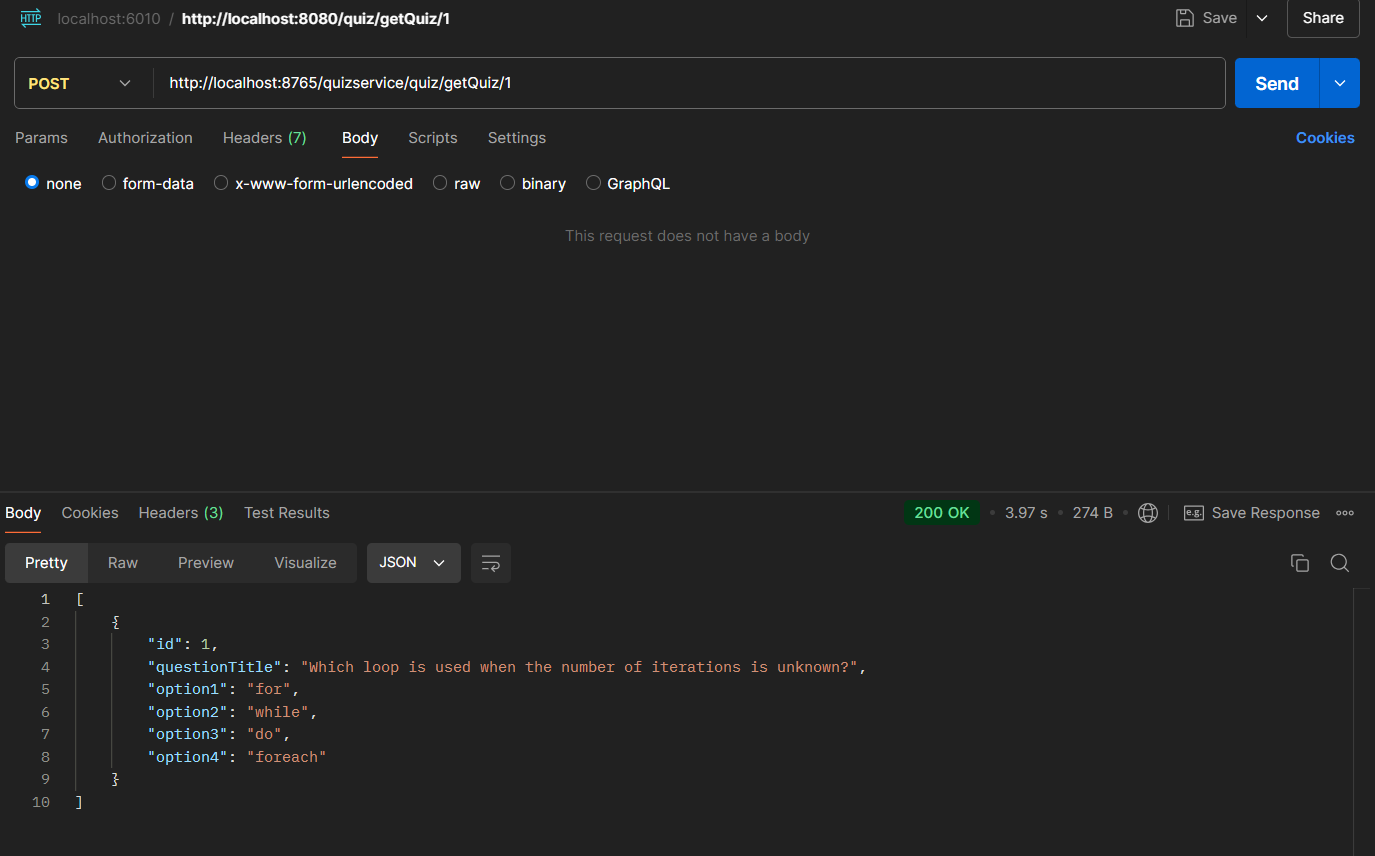 HTTP localhost:6010 / http://localhost:8080/quiz/getQuiz/1 Save Share
POST http://localhost:8765/quizservice/quiz/getQuiz/1 Send
Params Authorization Headers (7) Body Scripts Settings Cookies
none form-data x-www-form-urlencoded raw binary GraphQL
This request does not have a body
Body Cookies Headers (3) Test Results 200 OK • 3.97 s • 274 B • e.g. Save Response
Pretty Raw Preview Visualize JSON
1 [
2 {
3 "id": 1,
4 "questionTitle": "Which loop is used when the number of iterations is unknown?",
5 "option1": "for",
6 "option2": "while",
7 "option3": "do",
8 "option4": "foreach"
9 }
10 ]